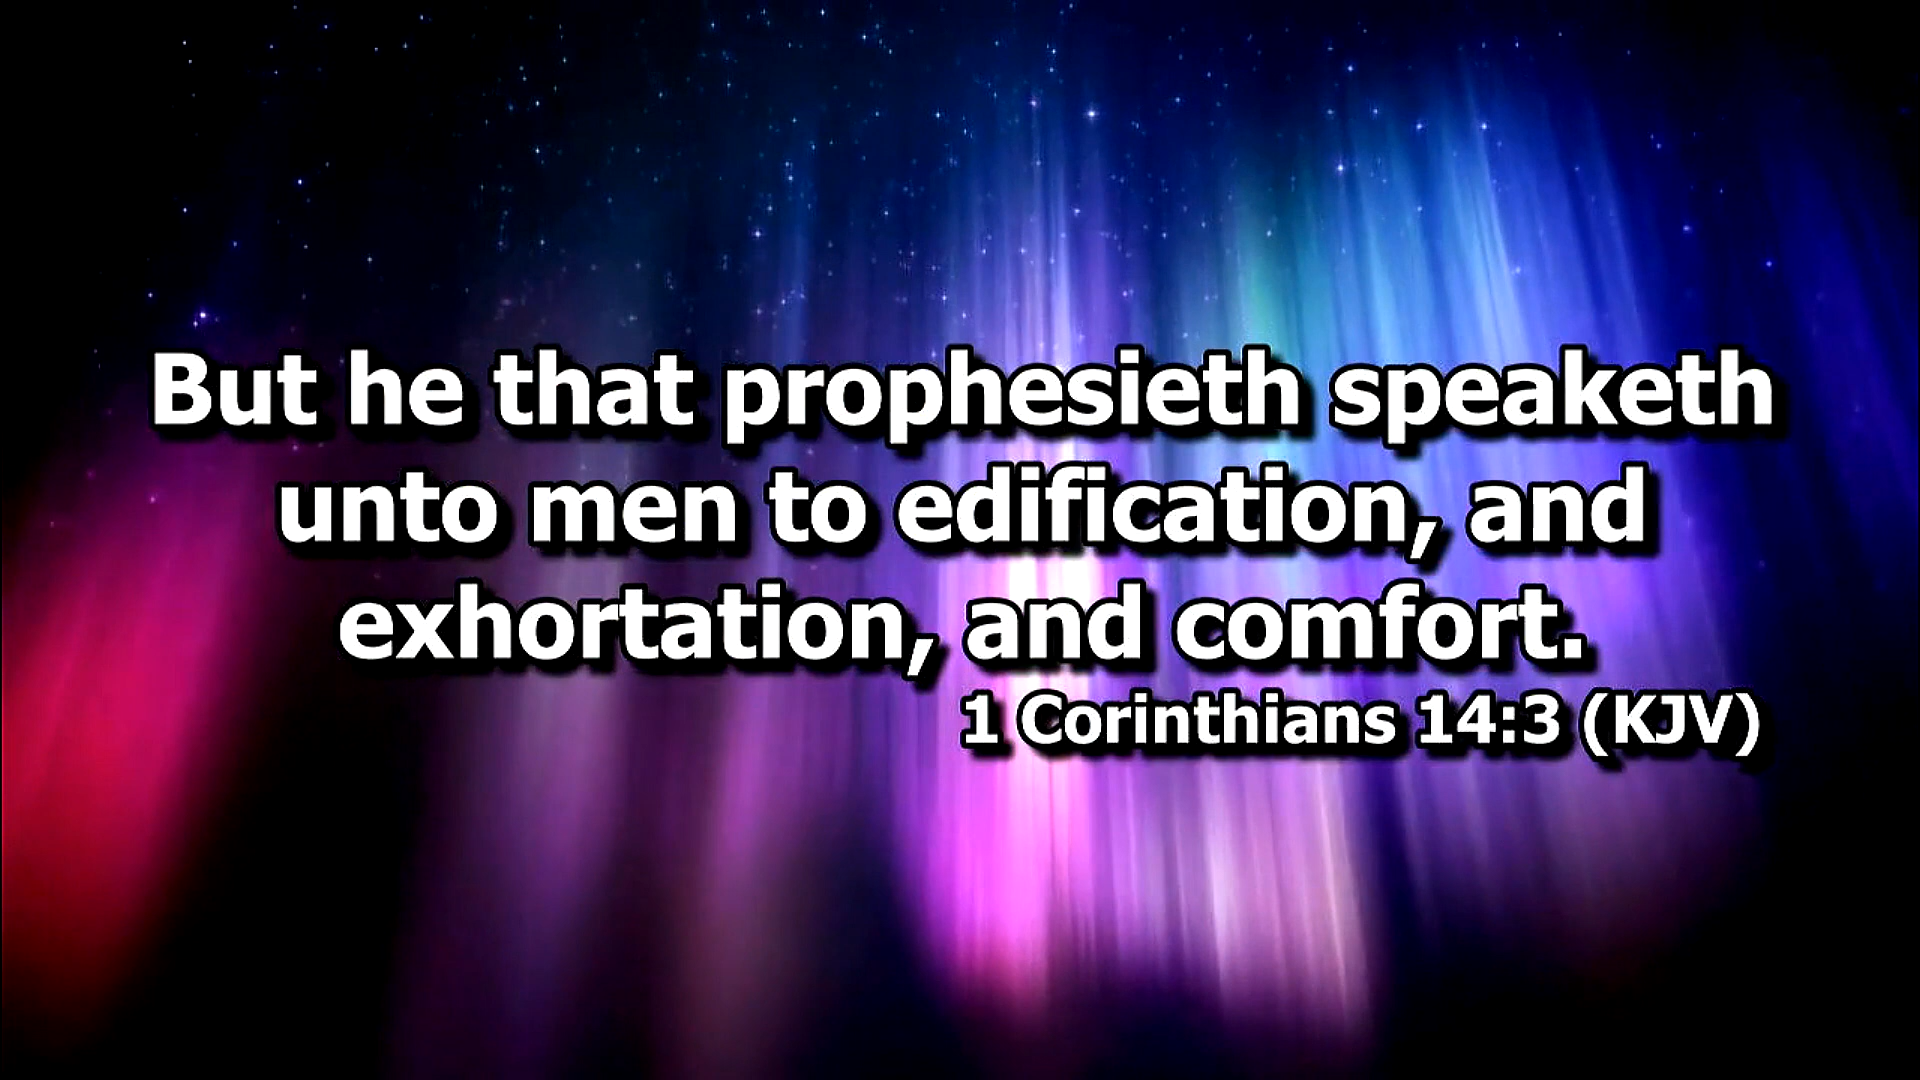 But he that prophesieth speaketh
unto men to edification, and
exhortation, and comfort.
1 Corinthians 14:3 (KJV)